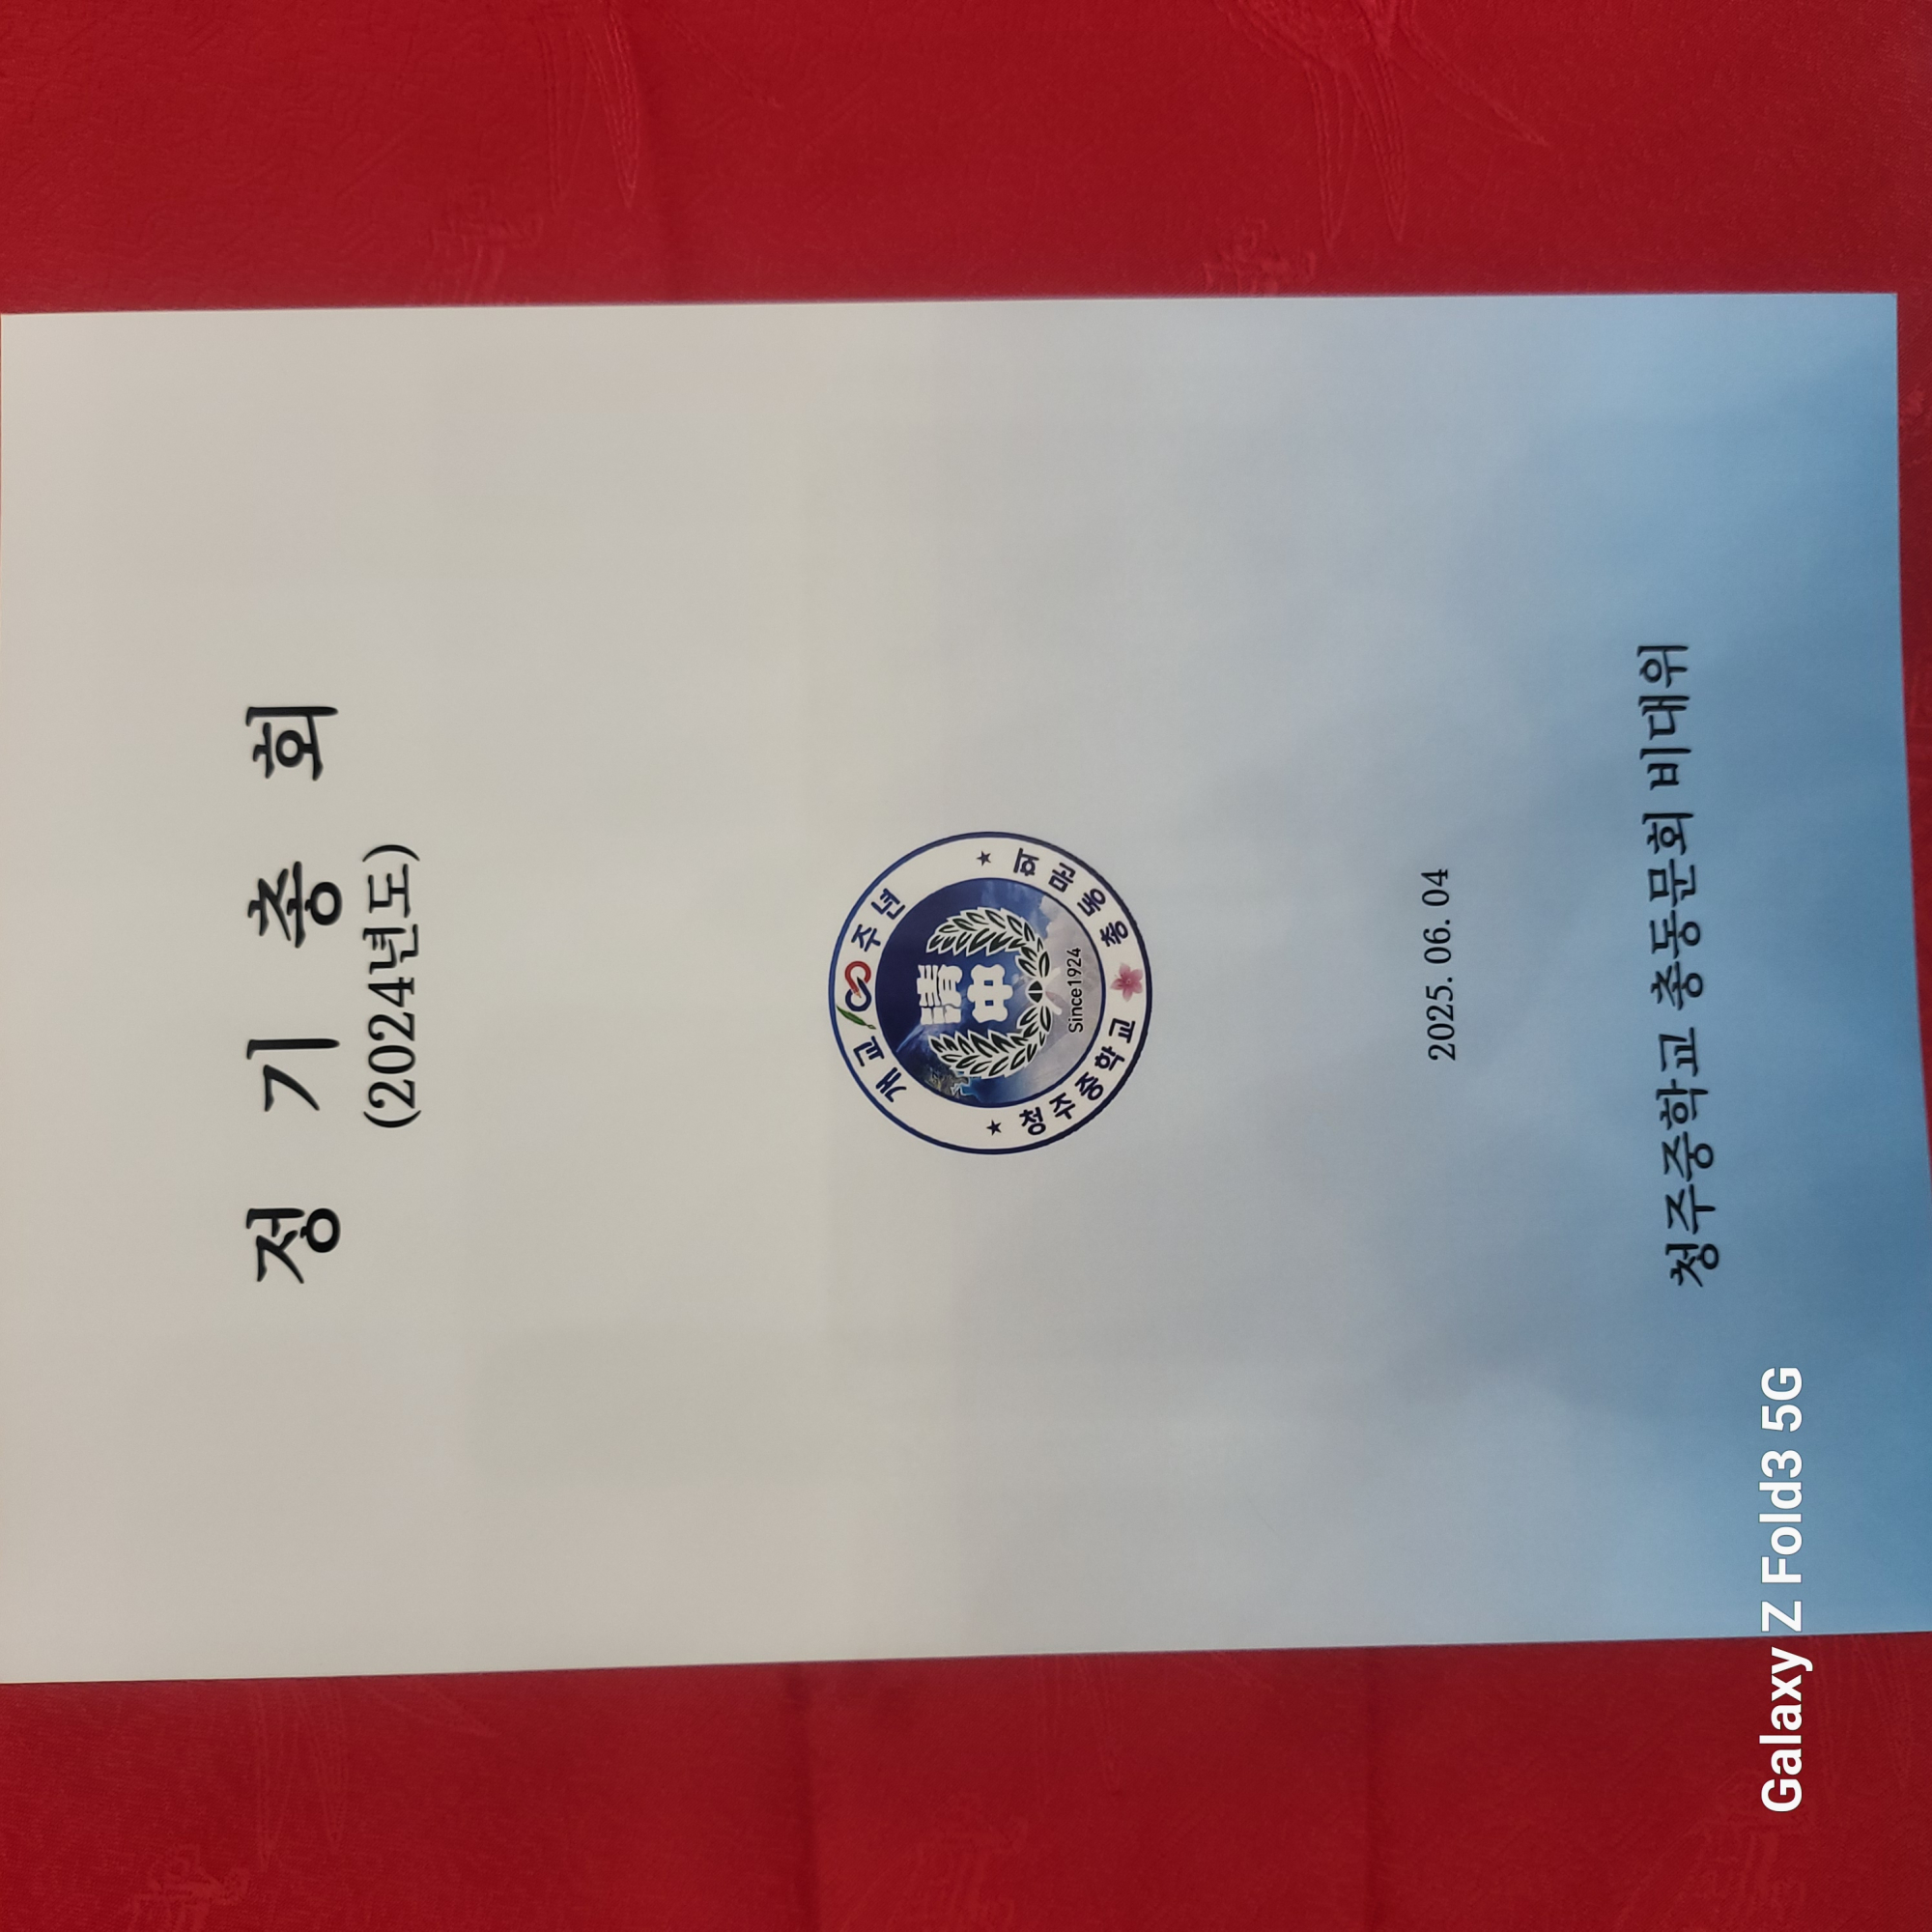 정 기 총 회
(2024년도)
개교 100주년
淸
中
Since1924
청주중학교 총동문회
2025. 06. 04
청주중학교 총동문회 비대위
Galaxy Z Fold3 5G